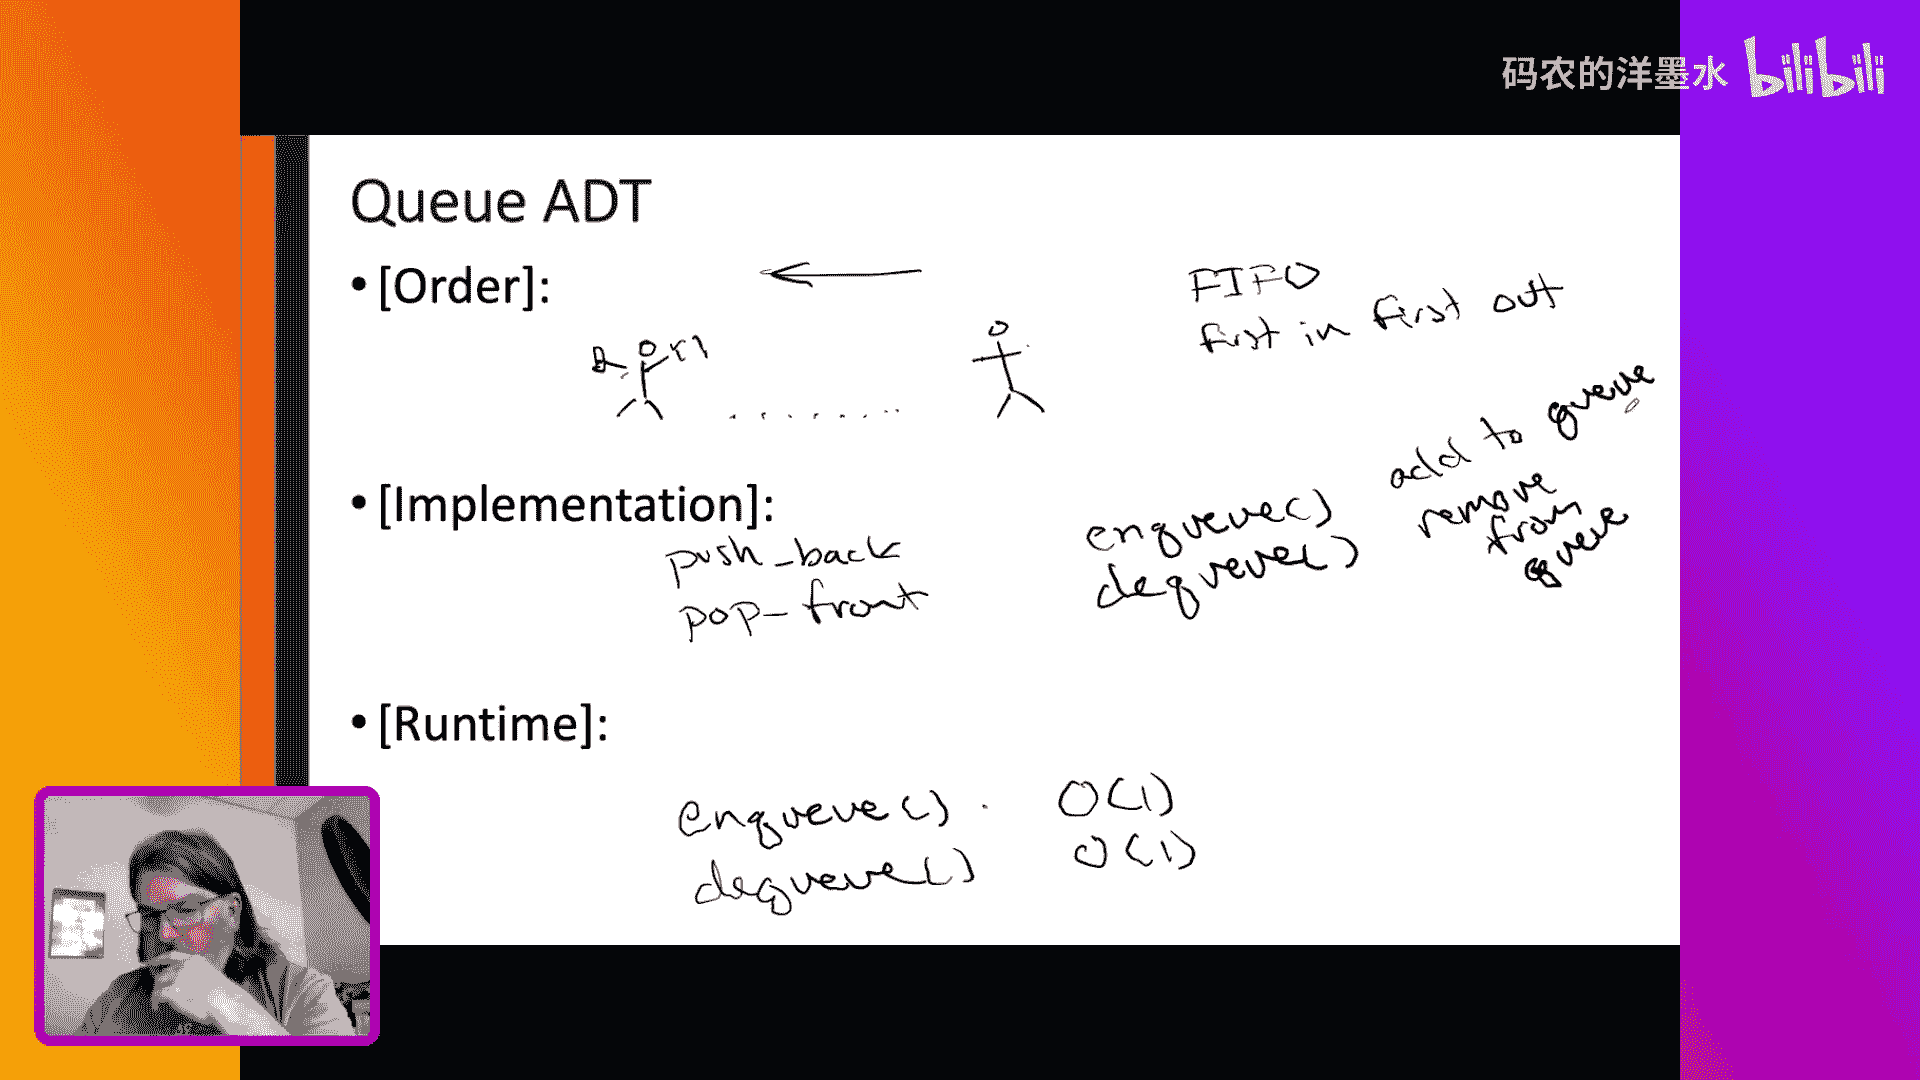 码农的洋墨水 bilibili
Queue ADT
• [Order]:
FIFO
first in first out
• [Implementation]:
push_back
pop_front
enqueue()
dequeue()
add to queue
remove
from
queue
• [Runtime]:
enqueue() O(1)
dequeue() O(1)